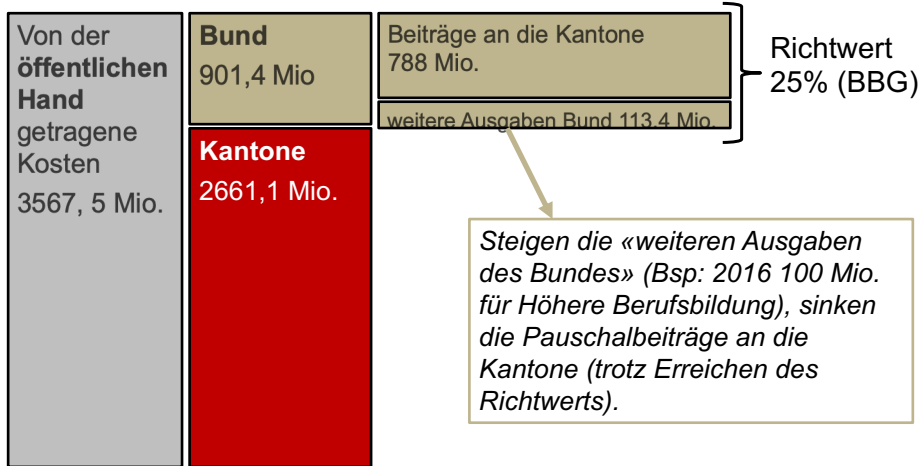 Von der
öffentlichen
Hand
getragene
Kosten
3567, 5 Mio.
Bund
901,4 Mio
Kantone
2661,1 Mio.
Beiträge an die Kantone
788 Mio.
weitere Ausgaben Bund 113.4 Mio.
Richtwert
25% (BBG)
Steigen die «weiteren Ausgaben
des Bundes» (Bsp: 2016 100 Mio.
für Höhere Berufsbildung), sinken
die Pauschalbeiträge an die
Kantone (trotz Erreichen des
Richtwerts).